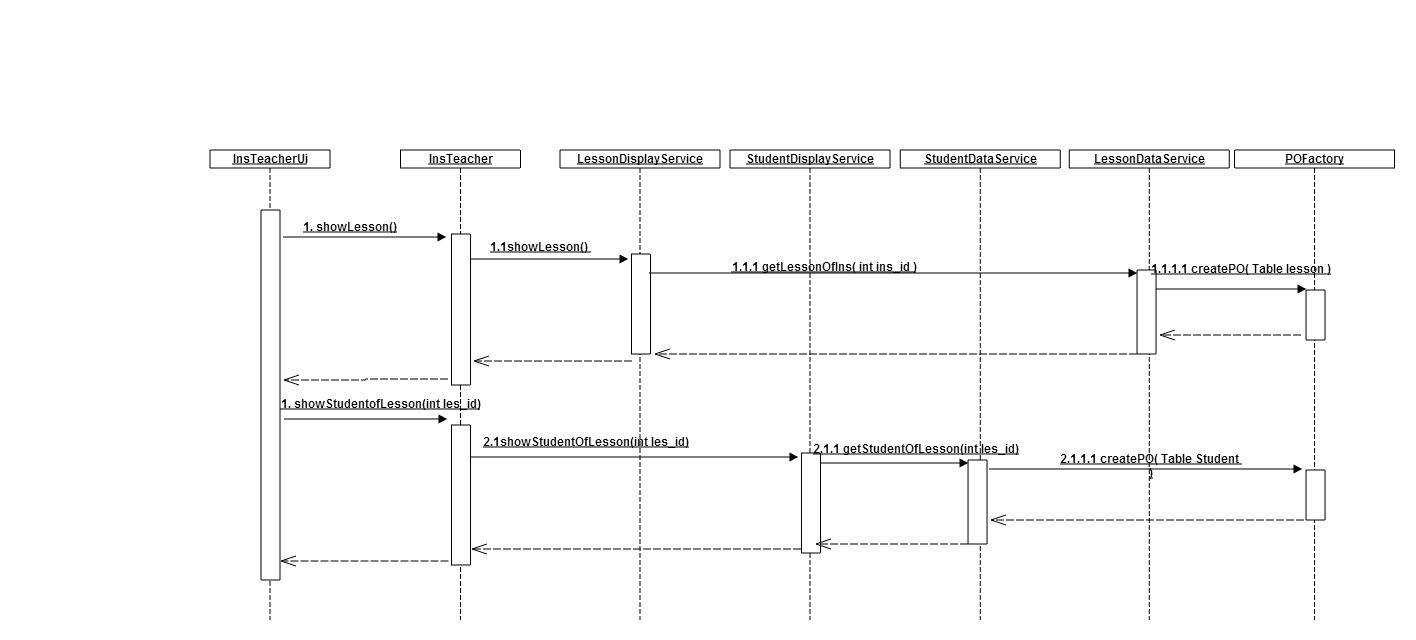 InsTeacherUi
InsTeacher
LessonDisplayService
StudentDisplayService
StudentDataService
LessonDataService
POFactory
1. showLesson()
1.1showLesson()
1.1.1 getLessonOfIns( int ins_id )
1.1.1.1 createPO( Table lesson )
1. showStudentofLesson(int les_id)
2.1showStudentOfLesson(int les_id)
2.1.1 getStudentOfLesson(int les_id)
2.1.1.1 createPO( Table Student
)